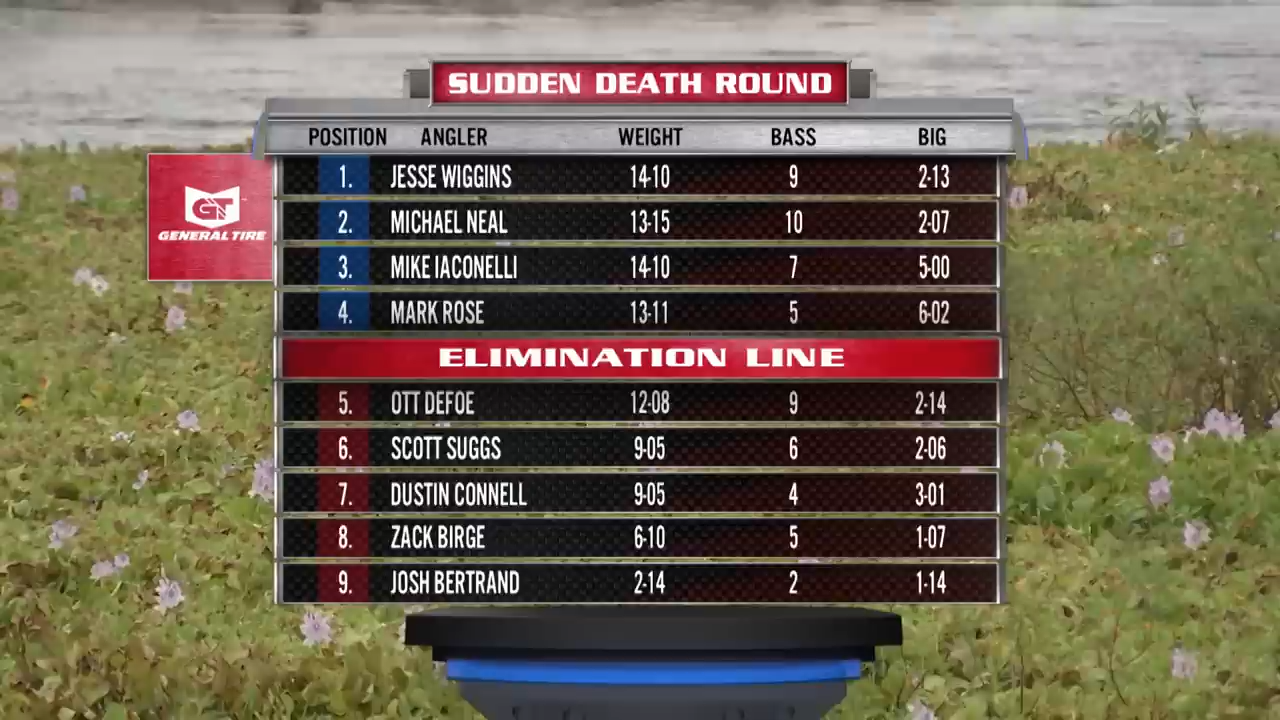 SUDDEN DEATH ROUND
POSITION ANGLER WEIGHT BASS BIG
GT™
GENERAL TIRE
1. JESSE WIGGINS 14-10 9 2-13
2. MICHAEL NEAL 13-15 10 2-07
3. MIKE IACONELLI 14-10 7 5-00
4. MARK ROSE 13-11 5 6-02
ELIMINATION LINE
5. OTT DEFOE 12-08 9 2-14
6. SCOTT SUGGS 9-05 6 2-06
7. DUSTIN CONNELL 9-05 4 3-01
8. ZACK BIRGE 6-10 5 1-07
9. JOSH BERTRAND 2-14 2 1-14